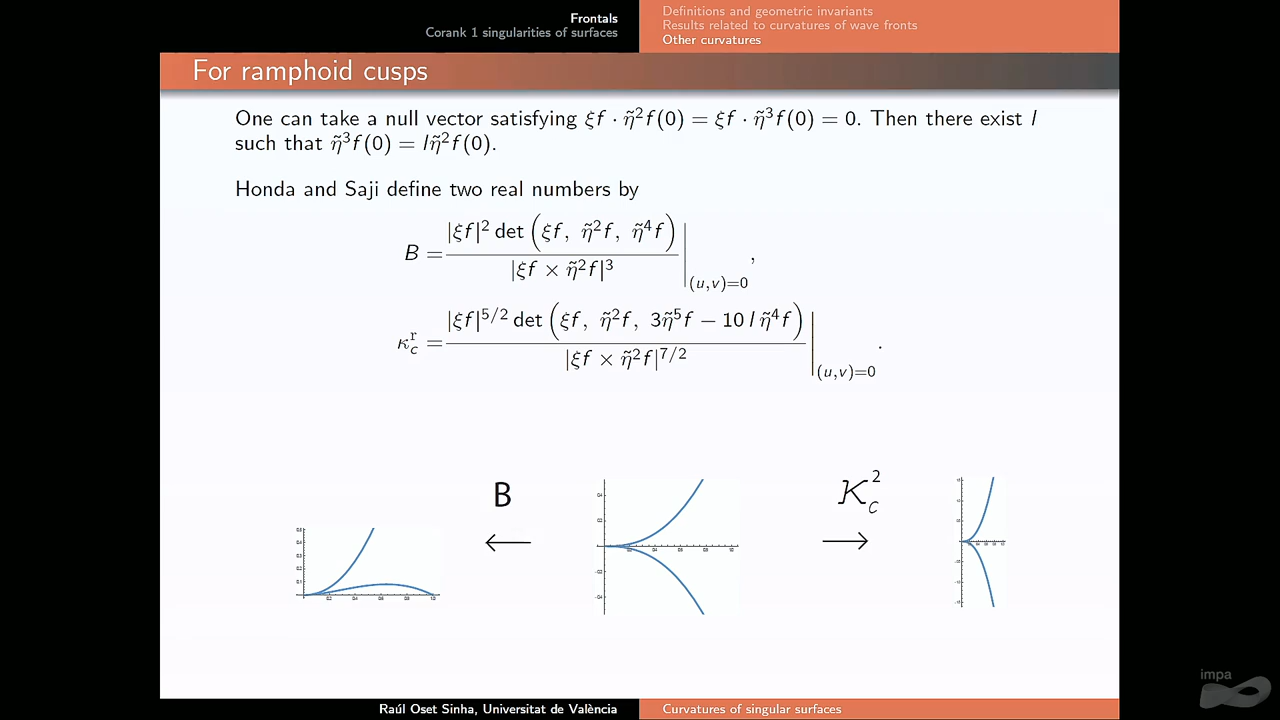 Frontals
Corank 1 singularities of surfaces
Definitions and geometric invariants
Results related to curvatures of wave fronts
Other curvatures
For ramphoid cusps
One can take a null vector satisfying ξf · η̃²f(0) = ξf · η̃³f(0) = 0. Then there exist l
such that η̃³f(0) = lη̃²f(0).
Honda and Saji define two real numbers by
B = |ξf|² det(ξf, η̃²f, η̃⁴f) / |ξf × η̃²f|³ |(u,v)=0 ,
κ_c^r = |ξf|^{5/2} det(ξf, η̃²f, 3η̃⁵f − 10 l η̃⁴f) / |ξf × η̃²f|^{7/2} |(u,v)=0 .
B
←
K_c^2
→
impa
Raúl Oset Sinha, Universitat de València
Curvatures of singular surfaces